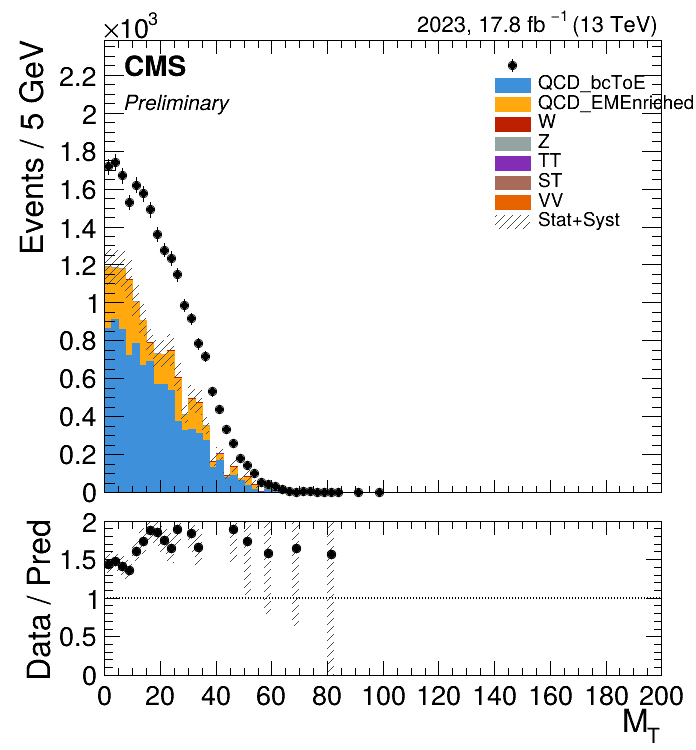 ×10³
2023, 17.8 fb⁻¹ (13 TeV)
CMS
Preliminary
QCD_bcToE
QCD_EMEnriched
W
Z
TT
ST
VV
Stat+Syst
Events / 5 GeV
2.2
2
1.8
1.6
1.4
1.2
1
0.8
0.6
0.4
0.2
0
Data / Pred
2
1.5
1
0.5
0
0 20 40 60 80 100 120 140 160 180 200
M_T